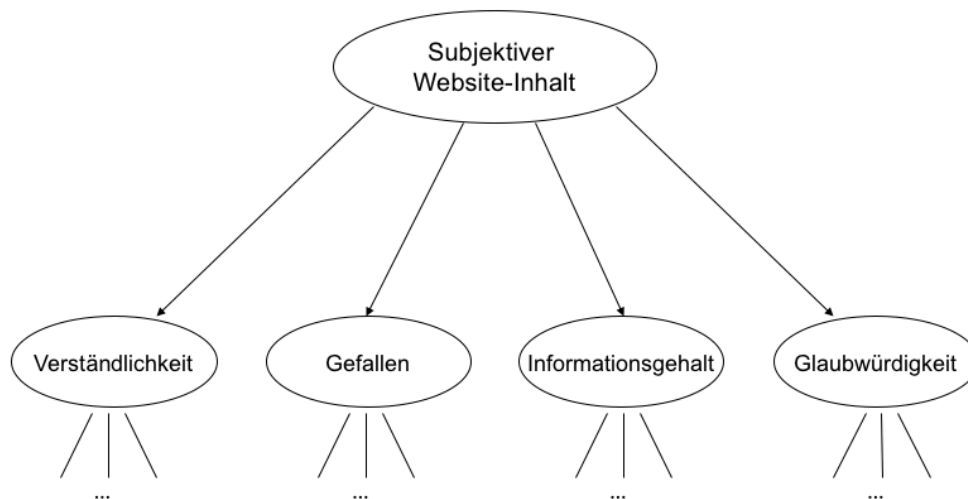 Subjektiver
Website-Inhalt
Verständlichkeit
Gefallen
Informationsgehalt
Glaubwürdigkeit
...
...
...
...